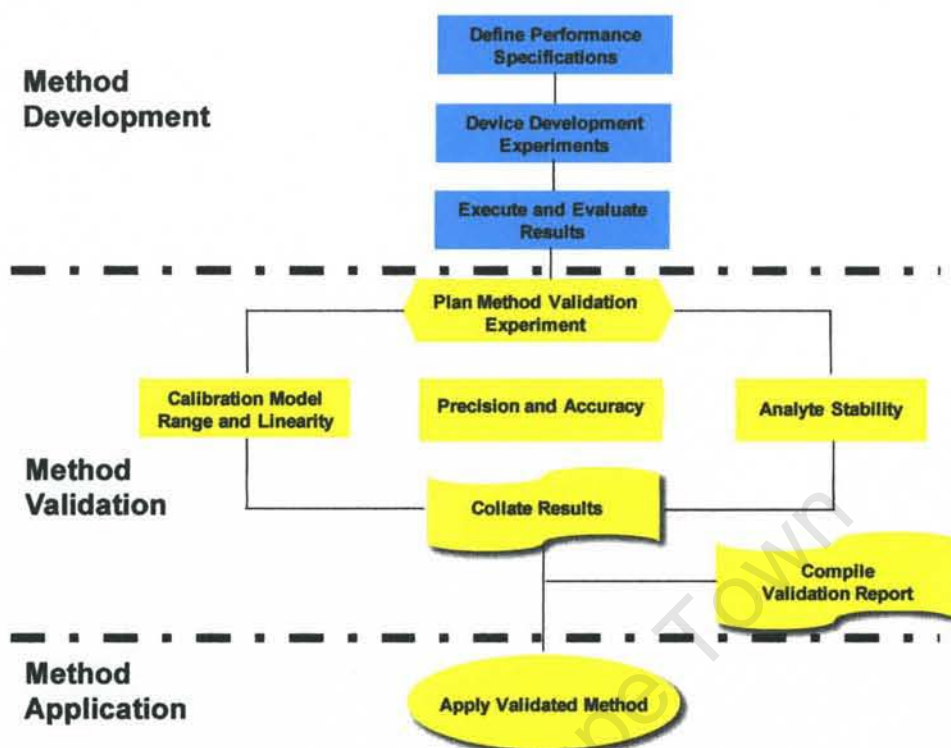 Method
Development
Define Performance
Specifications
Device Development
Experiments
Execute and Evaluate
Results
Plan Method Validation
Experiment
Calibration Model
Range and Linearity
Precision and Accuracy
Analyte Stability
Method
Validation
Collate Results
Compile
Validation Report
Method
Application
Apply Validated Method
pe Town